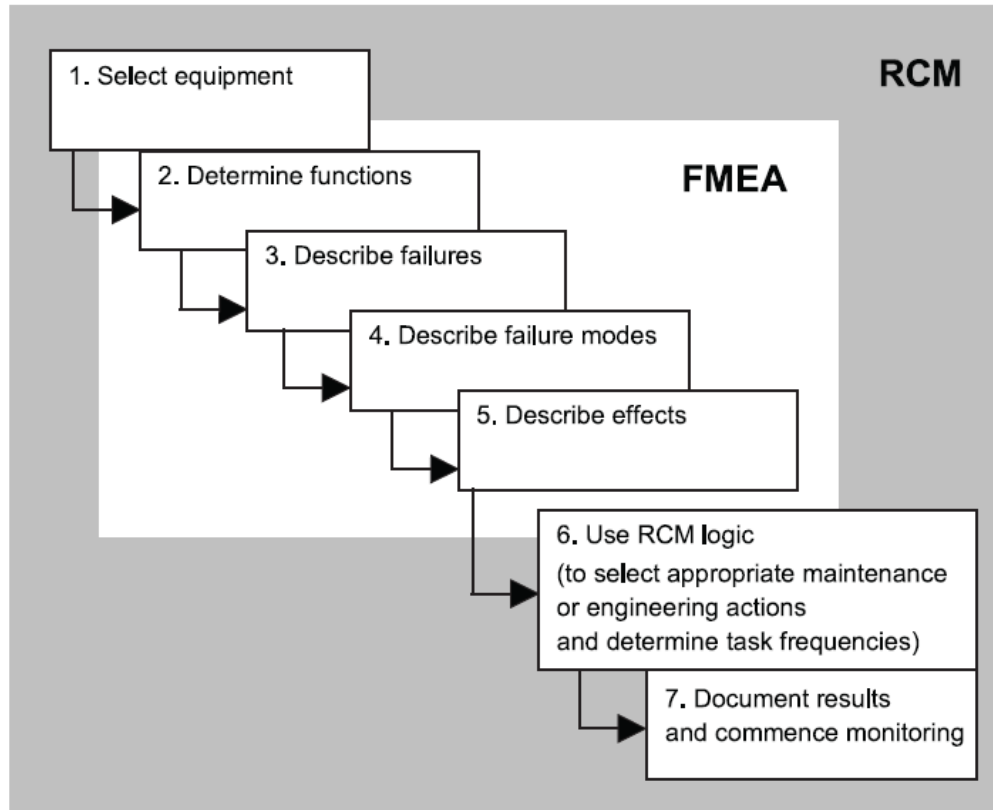 RCM
1. Select equipment
FMEA
2. Determine functions
3. Describe failures
4. Describe failure modes
5. Describe effects
6. Use RCM logic
(to select appropriate maintenance
or engineering actions
and determine task frequencies)
7. Document results
and commence monitoring